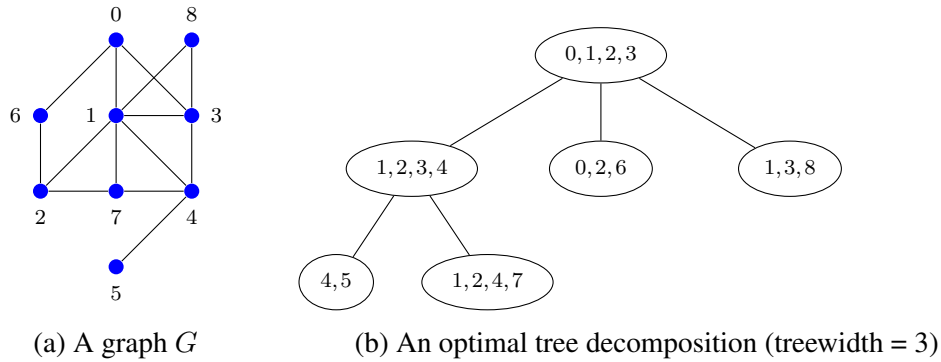 0 8
0, 1, 2, 3
6 1 3
1, 2, 3, 4 0, 2, 6 1, 3, 8
2 7 4
4, 5 1, 2, 4, 7
5
(a) A graph G (b) An optimal tree decomposition (treewidth = 3)